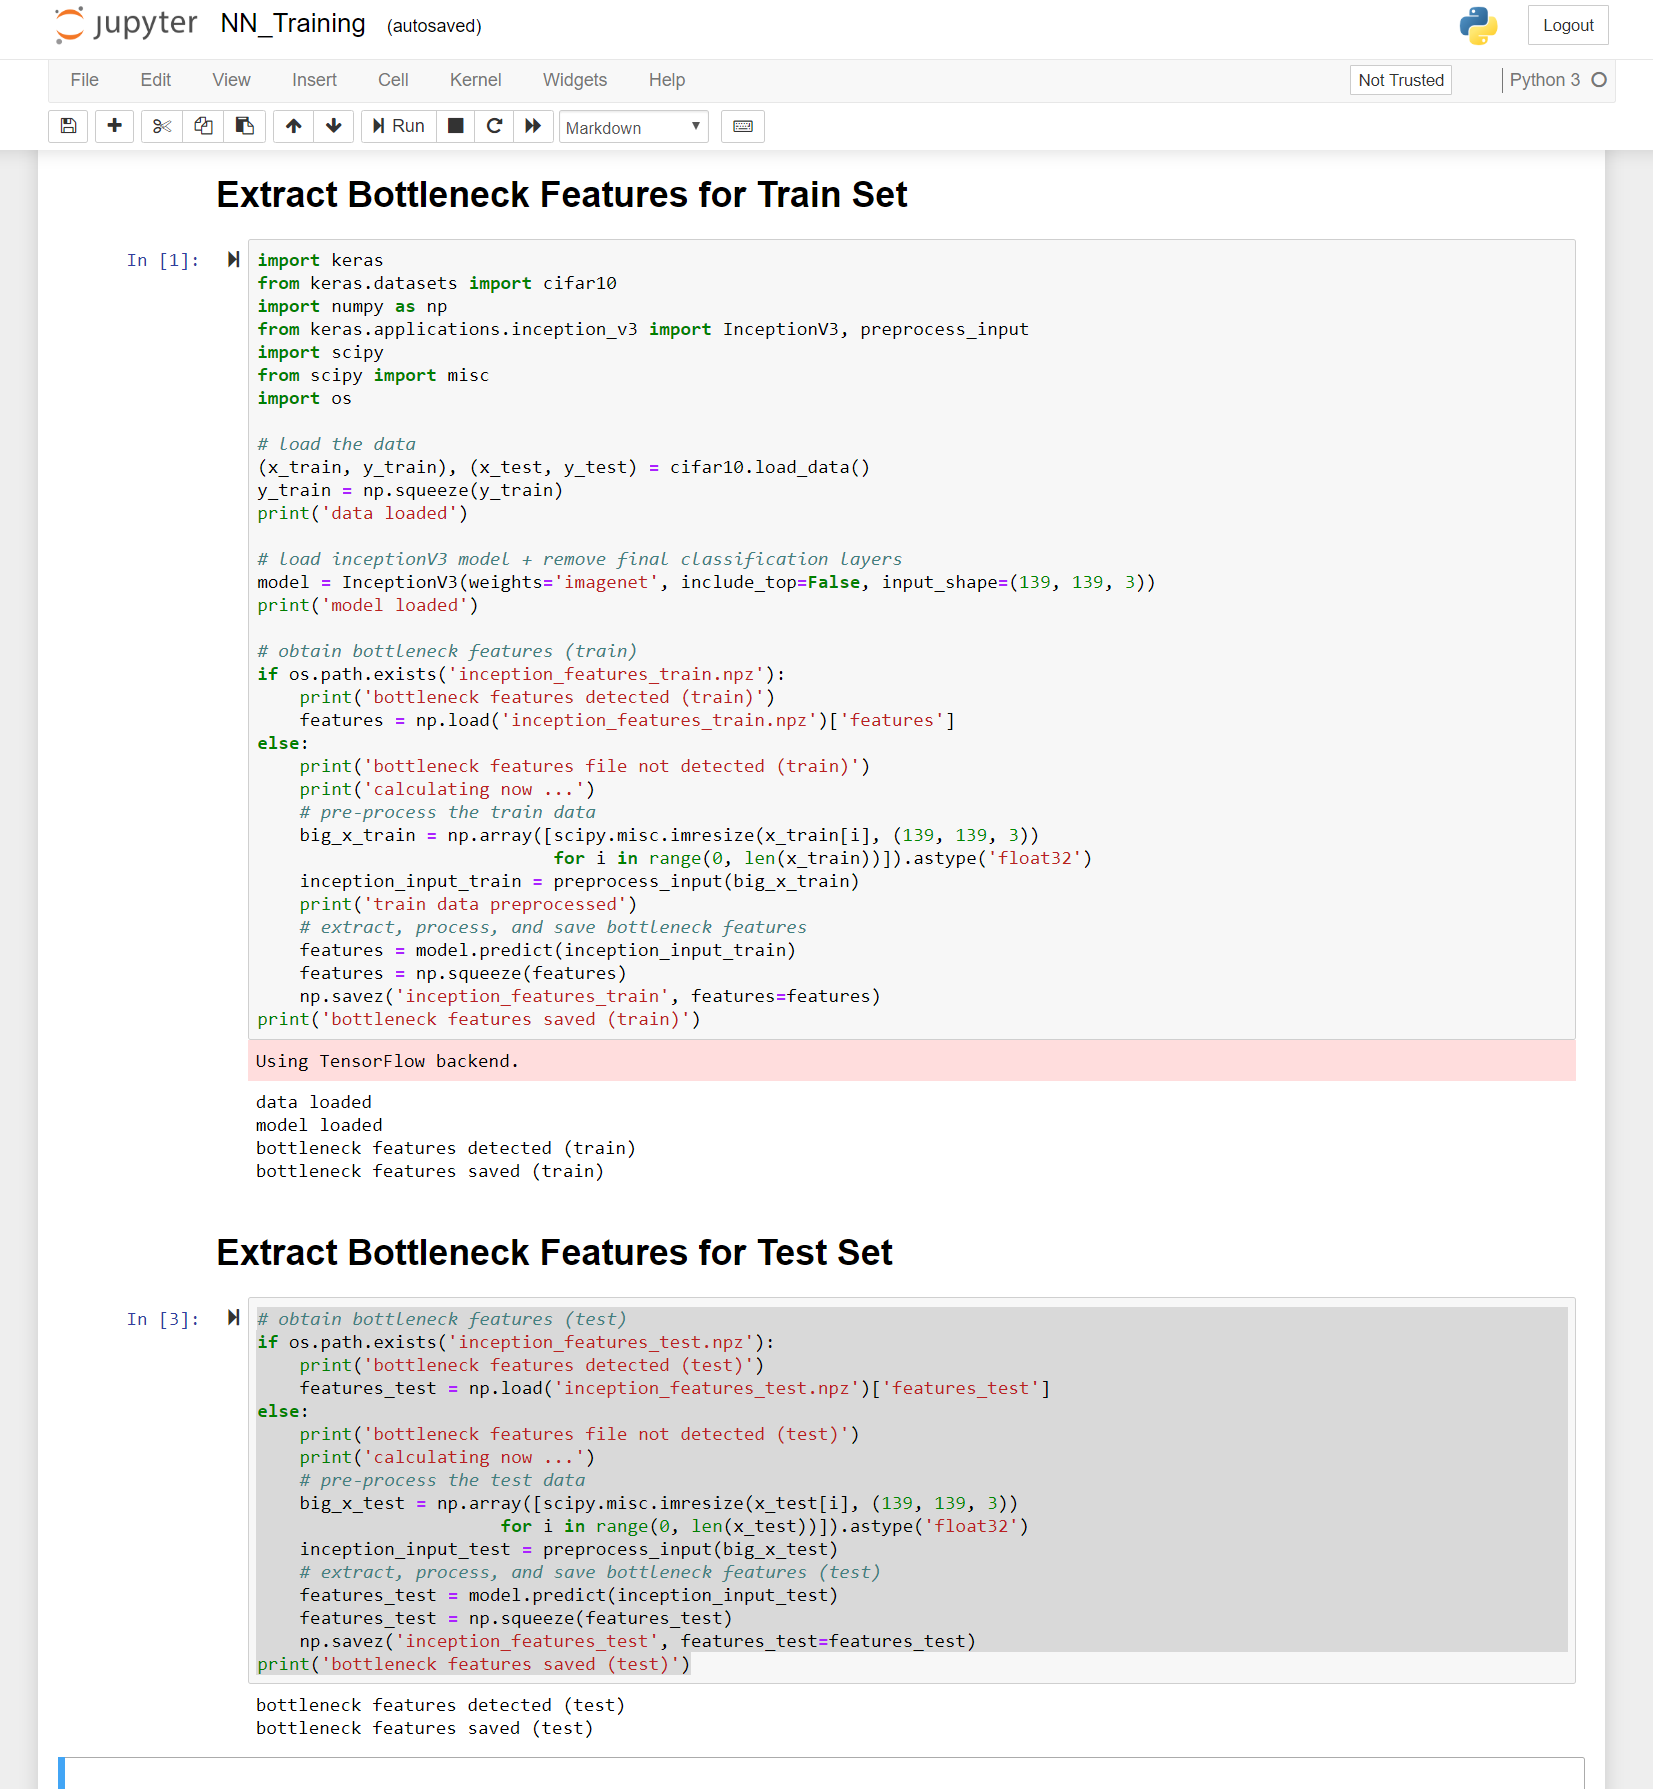 jupyter NN_Training (autosaved) Logout
File Edit View Insert Cell Kernel Widgets Help Not Trusted Python 3
Run Markdown
Extract Bottleneck Features for Train Set
In [1]:
import keras
from keras.datasets import cifar10
import numpy as np
from keras.applications.inception_v3 import InceptionV3, preprocess_input
import scipy
from scipy import misc
import os
# load the data
(x_train, y_train), (x_test, y_test) = cifar10.load_data()
y_train = np.squeeze(y_train)
print('data loaded')
# load inceptionV3 model + remove final classification layers
model = InceptionV3(weights='imagenet', include_top=False, input_shape=(139, 139, 3))
print('model loaded')
# obtain bottleneck features (train)
if os.path.exists('inception_features_train.npz'):
    print('bottleneck features detected (train)')
    features = np.load('inception_features_train.npz')['features']
else:
    print('bottleneck features file not detected (train)')
    print('calculating now ...')
    # pre-process the train data
    big_x_train = np.array([scipy.misc.imresize(x_train[i], (139, 139, 3))
                            for i in range(0, len(x_train))]).astype('float32')
    inception_input_train = preprocess_input(big_x_train)
    print('train data preprocessed')
    # extract, process, and save bottleneck features
    features = model.predict(inception_input_train)
    features = np.squeeze(features)
    np.savez('inception_features_train', features=features)
print('bottleneck features saved (train)')
Using TensorFlow backend.
data loaded
model loaded
bottleneck features detected (train)
bottleneck features saved (train)
Extract Bottleneck Features for Test Set
In [3]:
# obtain bottleneck features (test)
if os.path.exists('inception_features_test.npz'):
    print('bottleneck features detected (test)')
    features_test = np.load('inception_features_test.npz')['features_test']
else:
    print('bottleneck features file not detected (test)')
    print('calculating now ...')
    # pre-process the test data
    big_x_test = np.array([scipy.misc.imresize(x_test[i], (139, 139, 3))
                       for i in range(0, len(x_test))]).astype('float32')
    inception_input_test = preprocess_input(big_x_test)
    # extract, process, and save bottleneck features (test)
    features_test = model.predict(inception_input_test)
    features_test = np.squeeze(features_test)
    np.savez('inception_features_test', features_test=features_test)
print('bottleneck features saved (test)')
bottleneck features detected (test)
bottleneck features saved (test)